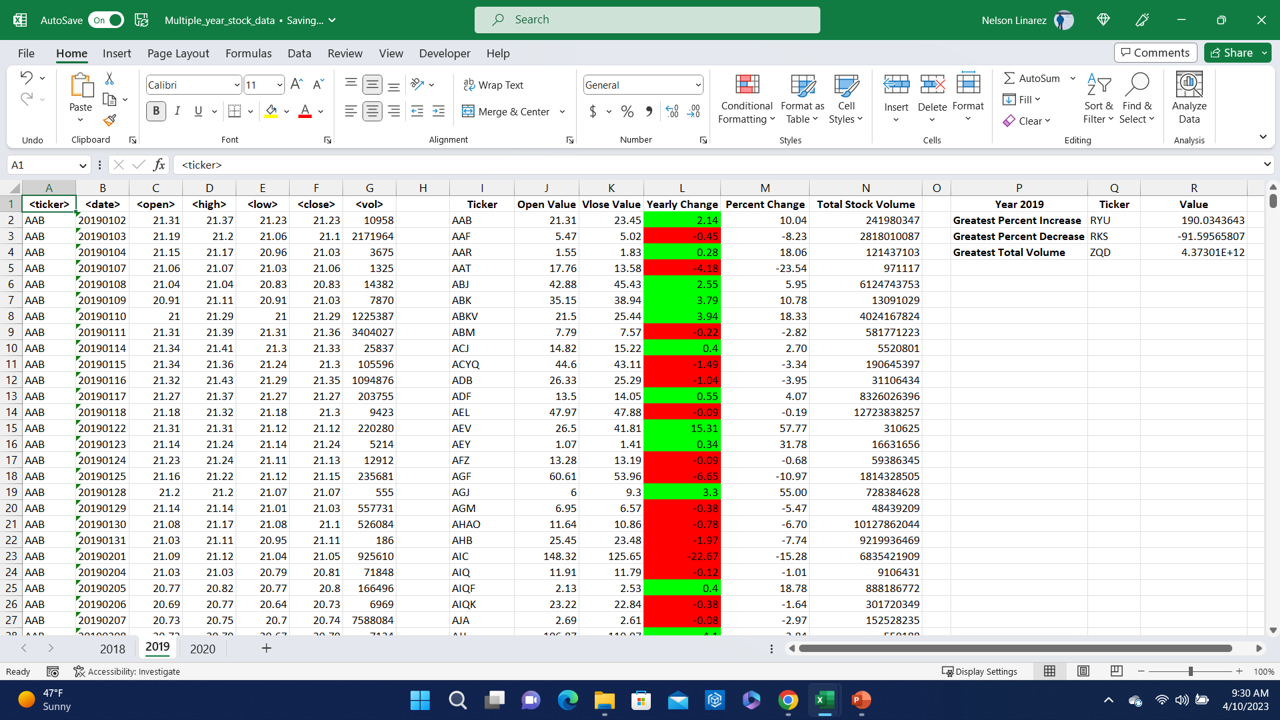 AutoSave On Multiple_year_stock_data • Saving... Search Nelson Linarez
File Home Insert Page Layout Formulas Data Review View Developer Help Comments Share
Calibri 11 Wrap Text General AutoSum
Paste B I U Merge & Center $ % Conditional Formatting Format as Table Cell Styles Insert Delete Format Fill Clear Sort & Filter Find & Select Analyze Data
Undo Clipboard Font Alignment Number Styles Cells Editing Analysis
A1 fx <ticker>
A B C D E F G H I J K L M N O P Q R
1 <ticker> <date> <open> <high> <low> <close> <vol> Ticker Open Value Vlose Value Yearly Change Percent Change Total Stock Volume Year 2019 Ticker Value
2 AAB 20190102 21.31 21.37 21.23 21.23 10958 AAB 21.31 23.45 2.14 10.04 241980347 Greatest Percent Increase RYU 190.0343643
3 AAB 20190103 21.19 21.2 21.06 21.1 2171964 AAF 5.47 5.02 -0.45 -8.23 2818010087 Greatest Percent Decrease RKS -91.59565807
4 AAB 20190104 21.15 21.17 20.96 21.03 3675 AAR 1.55 1.83 0.28 18.06 121437103 Greatest Total Volume ZQD 4.37301E+12
5 AAB 20190107 21.06 21.07 21.03 21.06 1325 AAT 17.76 13.58 -4.18 -23.54 971117
6 AAB 20190108 21.04 21.04 20.83 20.83 14382 ABJ 42.88 45.43 2.55 5.95 6124743753
7 AAB 20190109 20.91 21.11 20.91 21.03 7870 ABK 35.15 38.94 3.79 10.78 13091029
8 AAB 20190110 21 21.29 21 21.29 1225387 ABKV 21.5 25.44 3.94 18.33 4024167824
9 AAB 20190111 21.31 21.39 21.31 21.36 3404027 ABM 7.79 7.57 -0.22 -2.82 581771223
10 AAB 20190114 21.34 21.41 21.3 21.33 25837 ACJ 14.82 15.22 0.4 2.70 5520801
11 AAB 20190115 21.34 21.36 21.24 21.3 105596 ACYQ 44.6 43.11 -1.49 -3.34 190645397
12 AAB 20190116 21.32 21.43 21.29 21.35 1094876 ADB 26.33 25.29 -1.04 -3.95 31106434
13 AAB 20190117 21.27 21.37 21.27 21.27 203755 ADF 13.5 14.05 0.55 4.07 8326026396
14 AAB 20190118 21.18 21.32 21.18 21.3 9423 AEL 47.97 47.88 -0.09 -0.19 12723838257
15 AAB 20190122 21.31 21.31 21.12 21.12 220280 AEV 26.5 41.81 15.31 57.77 310625
16 AAB 20190123 21.14 21.24 21.14 21.24 5214 AEY 1.07 1.41 0.34 31.78 16631656
17 AAB 20190124 21.23 21.24 21.11 21.13 12912 AFZ 13.28 13.19 -0.09 -0.68 59386345
18 AAB 20190125 21.16 21.22 21.12 21.15 235681 AGF 60.61 53.96 -6.65 -10.97 1814328505
19 AAB 20190128 21.2 21.2 21.07 21.07 555 AGJ 6 9.3 3.3 55.00 728384628
20 AAB 20190129 21.14 21.14 21.01 21.03 557731 AGM 6.95 6.57 -0.38 -5.47 48439209
21 AAB 20190130 21.08 21.17 21.08 21.1 526084 AHAO 11.64 10.86 -0.78 -6.70 10127862044
22 AAB 20190131 21.03 21.11 20.95 21.11 186 AHB 25.45 23.48 -1.97 -7.74 9219936469
23 AAB 20190201 21.09 21.12 21.04 21.05 925610 AIC 148.32 125.65 -22.67 -15.28 6835421909
24 AAB 20190204 21.03 21.03 20.79 20.81 71848 AIQ 11.91 11.79 -0.12 -1.01 9106431
25 AAB 20190205 20.77 20.82 20.77 20.8 166496 AIQF 2.13 2.53 0.4 18.78 888186772
26 AAB 20190206 20.69 20.77 20.64 20.73 6969 AIQK 23.22 22.84 -0.38 -1.64 301720349
27 AAB 20190207 20.73 20.75 20.7 20.74 7588084 AJA 2.69 2.61 -0.08 -2.97 152528235
2018 2019 2020
Ready Accessibility: Investigate Display Settings 100%
47°F
Sunny
9:30 AM
4/10/2023